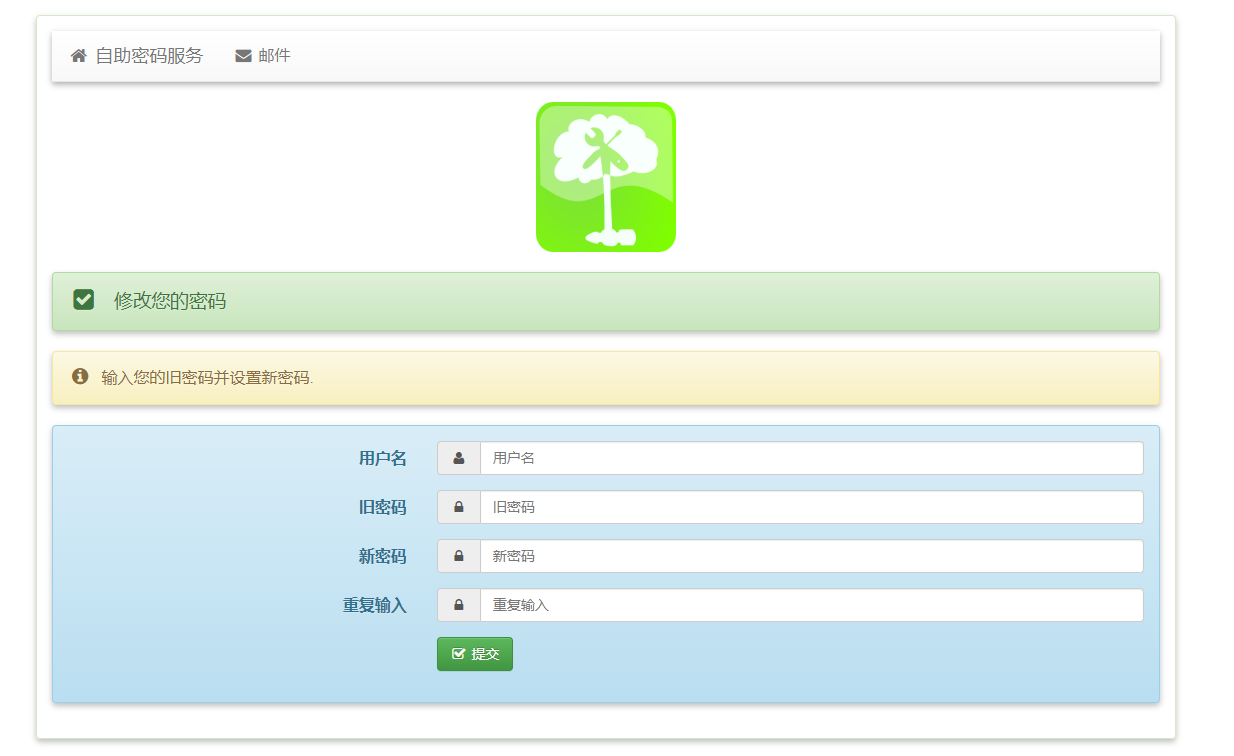 自助密码服务 邮件
修改您的密码
输入您的旧密码并设置新密码.
用户名 用户名
旧密码 旧密码
新密码 新密码
重复输入 重复输入
提交